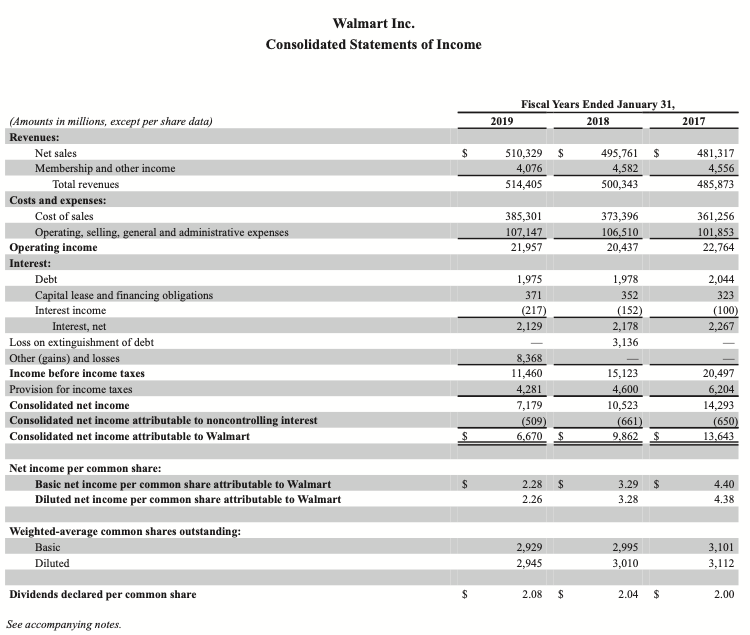 Walmart Inc.
Consolidated Statements of Income
Fiscal Years Ended January 31,
(Amounts in millions, except per share data) 2019 2018 2017
Revenues:
Net sales $ 510,329 $ 495,761 $ 481,317
Membership and other income 4,076 4,582 4,556
Total revenues 514,405 500,343 485,873
Costs and expenses:
Cost of sales 385,301 373,396 361,256
Operating, selling, general and administrative expenses 107,147 106,510 101,853
Operating income 21,957 20,437 22,764
Interest:
Debt 1,975 1,978 2,044
Capital lease and financing obligations 371 352 323
Interest income (217) (152) (100)
Interest, net 2,129 2,178 2,267
Loss on extinguishment of debt — 3,136 —
Other (gains) and losses 8,368 — —
Income before income taxes 11,460 15,123 20,497
Provision for income taxes 4,281 4,600 6,204
Consolidated net income 7,179 10,523 14,293
Consolidated net income attributable to noncontrolling interest (509) (661) (650)
Consolidated net income attributable to Walmart $ 6,670 $ 9,862 $ 13,643
Net income per common share:
Basic net income per common share attributable to Walmart $ 2.28 $ 3.29 $ 4.40
Diluted net income per common share attributable to Walmart 2.26 3.28 4.38
Weighted-average common shares outstanding:
Basic 2,929 2,995 3,101
Diluted 2,945 3,010 3,112
Dividends declared per common share $ 2.08 $ 2.04 $ 2.00
See accompanying notes.